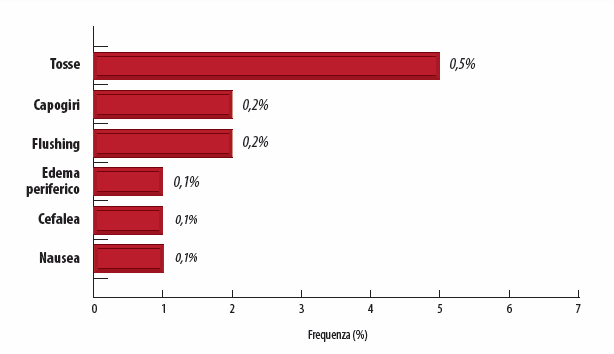 Tosse 0,5%
Capogiri 0,2%
Flushing 0,2%
Edema
periferico 0,1%
Cefalea 0,1%
Nausea 0,1%
0 1 2 3 4 5 6 7
Frequenza (%)